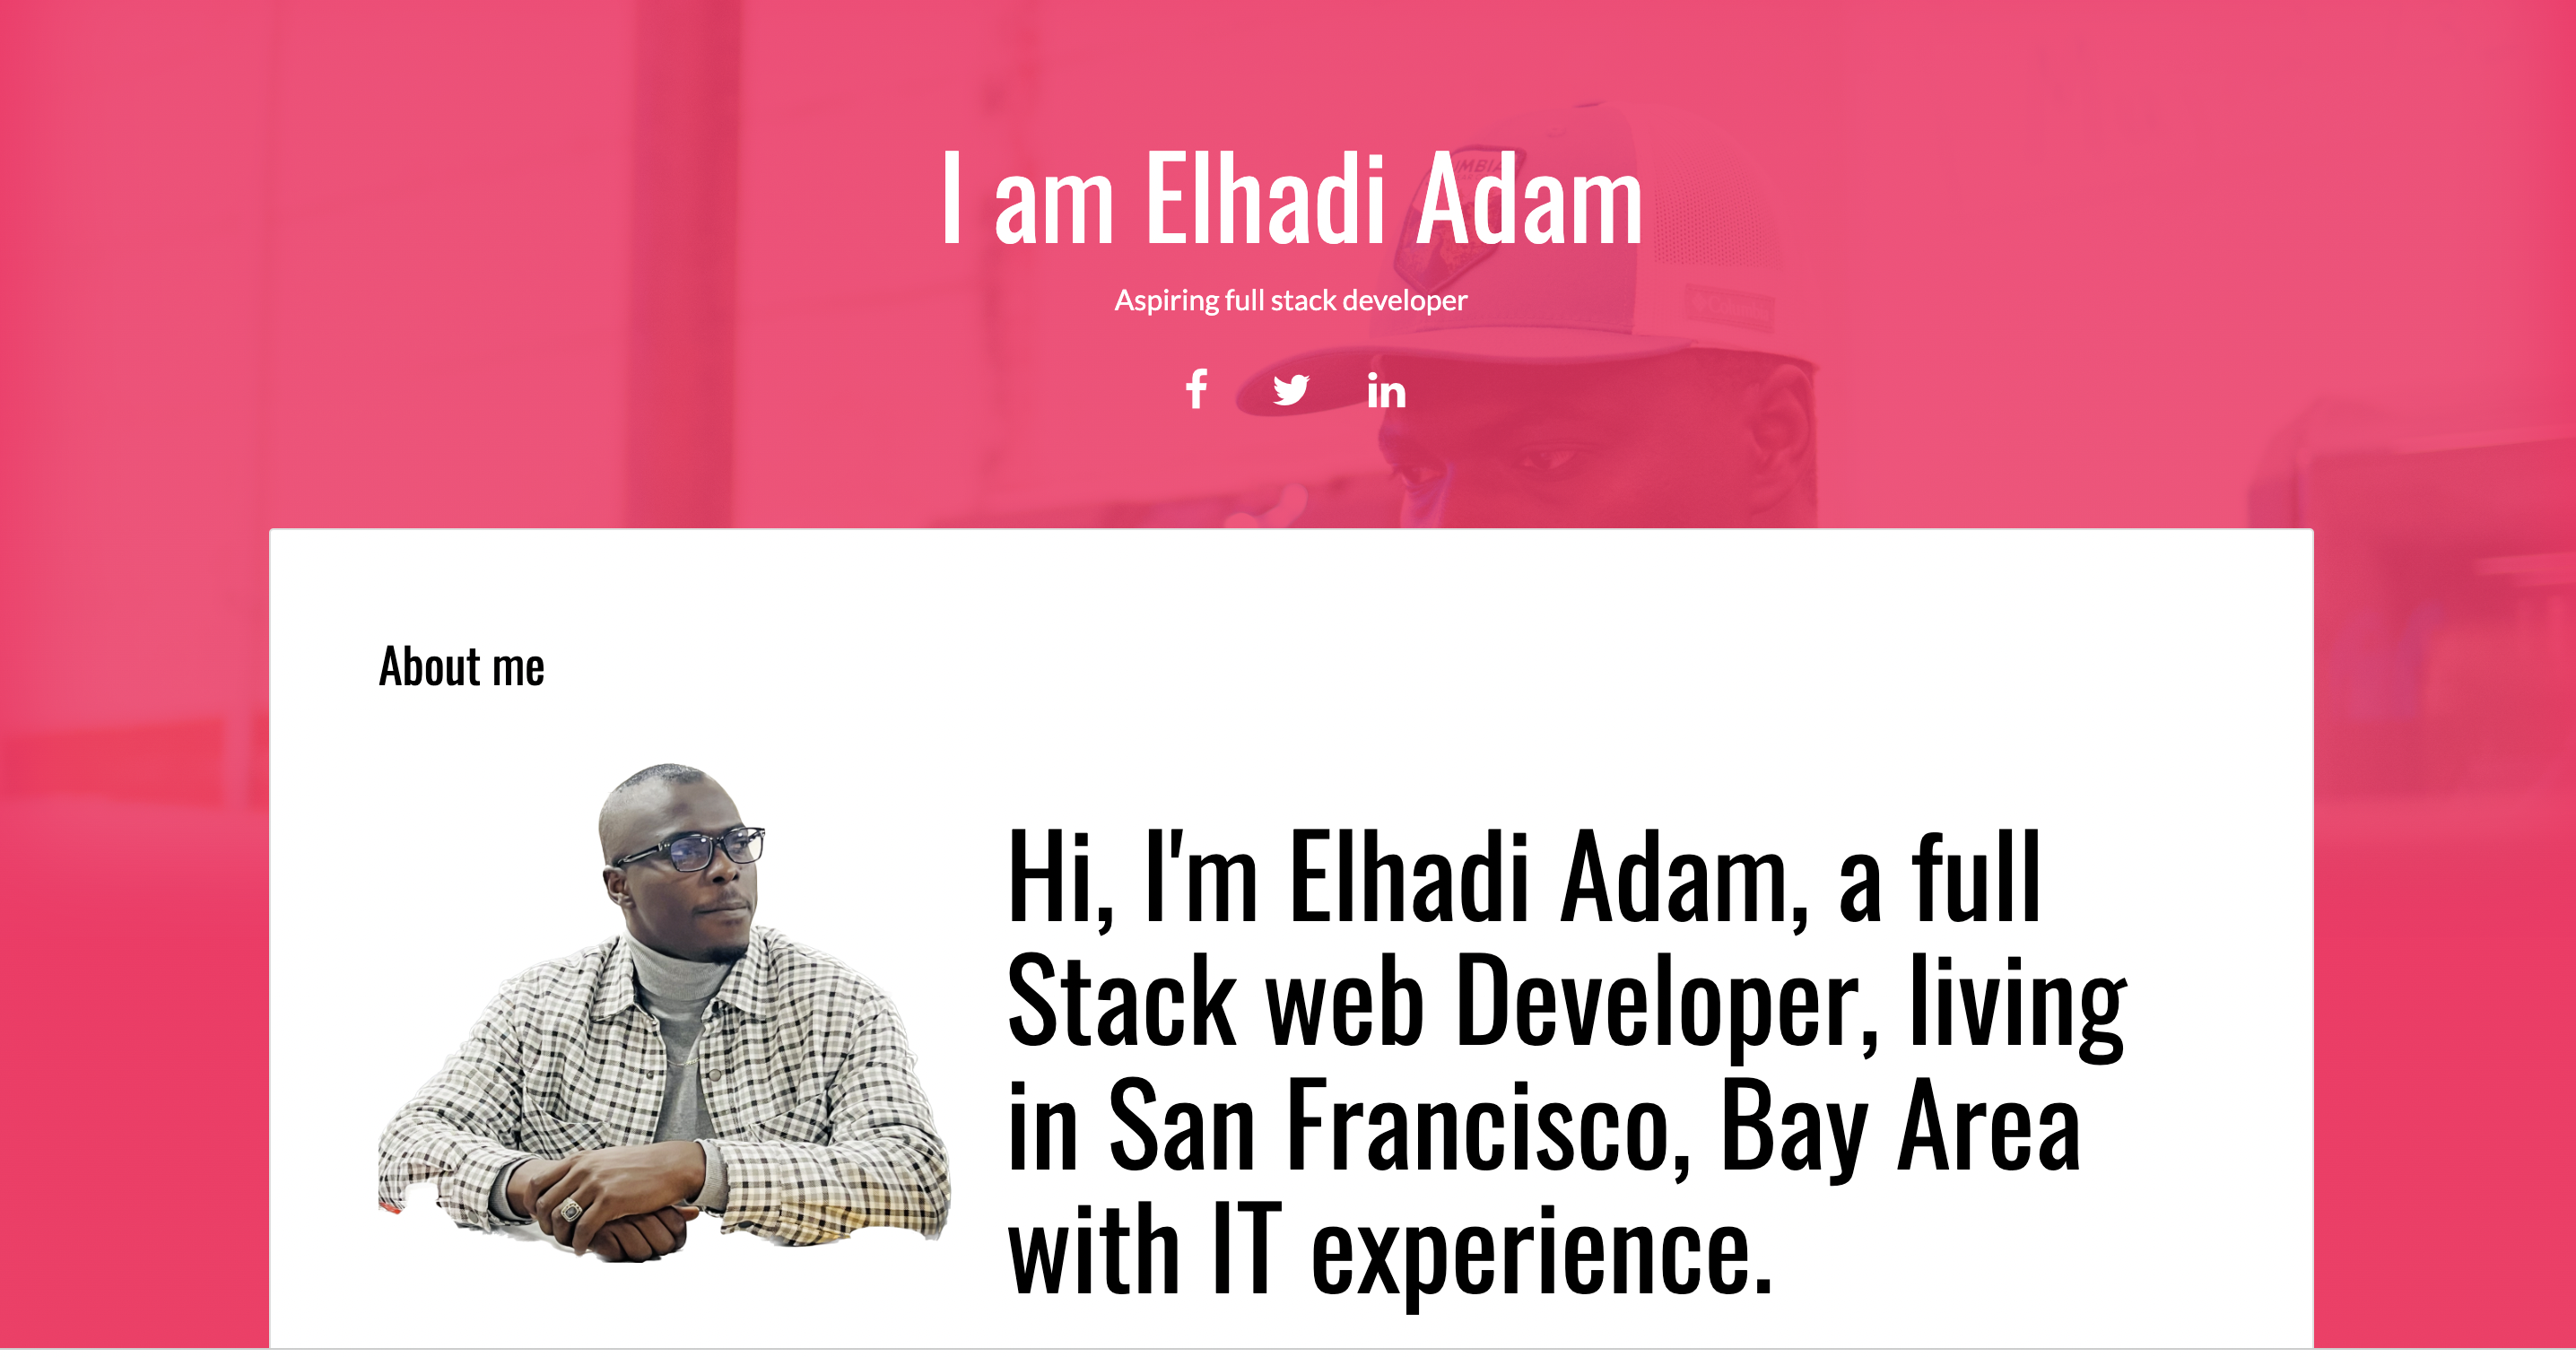 I am Elhadi Adam
Aspiring full stack developer
About me
Hi, I'm Elhadi Adam, a full
Stack web Developer, living
in San Francisco, Bay Area
with IT experience.